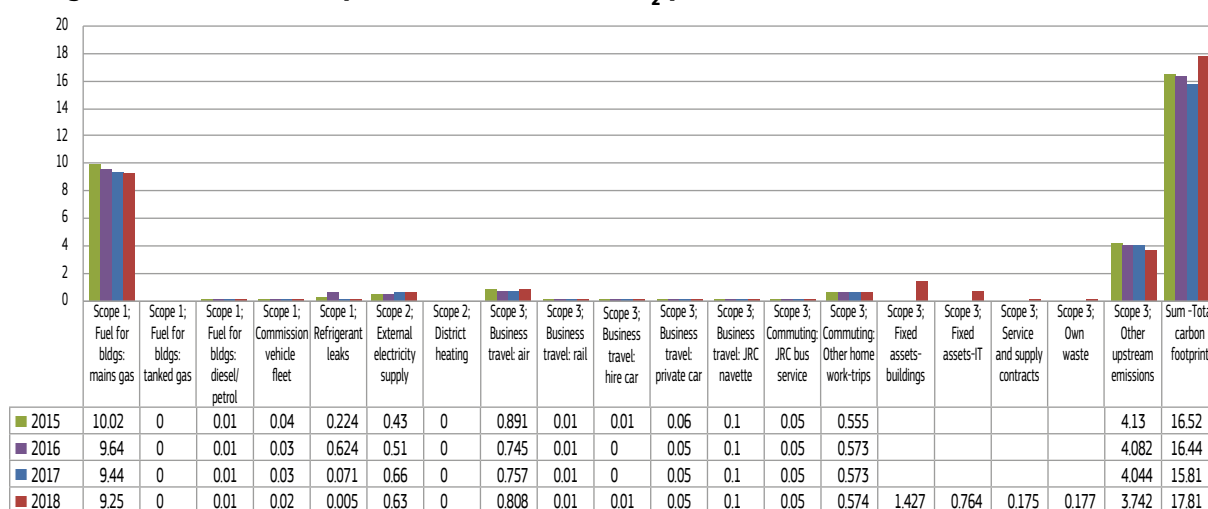 2
20
18
16
14
12
10
8
6
4
2
0
Scope 1; Fuel for bldgs: mains gas
Scope 1; Fuel for bldgs: tanked gas
Scope 1; Fuel for bldgs: diesel/ petrol
Scope 1; Commission vehicle fleet
Scope 1; Refrigerant leaks
Scope 2; External electricity supply
Scope 2; District heating
Scope 3; Business travel: air
Scope 3; Business travel: rail
Scope 3; Business travel: hire car
Scope 3; Business travel: private car
Scope 3; Business travel: JRC navette
Scope 3; Commuting: JRC bus service
Scope 3; Commuting: Other home work-trips
Scope 3; Fixed assets- buildings
Scope 3; Fixed assets-IT
Scope 3; Service and supply contracts
Scope 3; Own waste
Scope 3; Other upstream emissions
Sum -Total carbon footprint
2015 10.02 0 0.01 0.04 0.224 0.43 0 0.891 0.01 0.01 0.06 0.1 0.05 0.555 4.13 16.52
2016 9.64 0 0.01 0.03 0.624 0.51 0 0.745 0.01 0 0.05 0.1 0.05 0.573 4.082 16.44
2017 9.44 0 0.01 0.03 0.071 0.66 0 0.757 0.01 0 0.05 0.1 0.05 0.573 4.044 15.81
2018 9.25 0 0.01 0.02 0.005 0.63 0 0.808 0.01 0.01 0.05 0.1 0.05 0.574 1.427 0.764 0.175 0.177 3.742 17.81